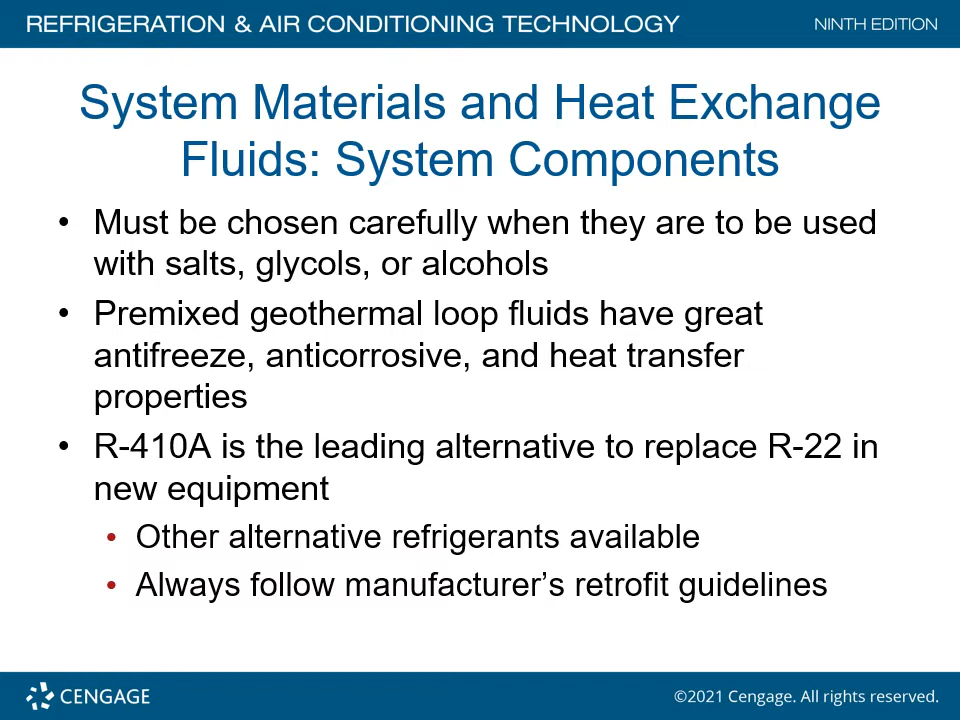 REFRIGERATION & AIR CONDITIONING TECHNOLOGY
NINTH EDITION
System Materials and Heat Exchange
Fluids: System Components
• Must be chosen carefully when they are to be used
with salts, glycols, or alcohols
• Premixed geothermal loop fluids have great
antifreeze, anticorrosive, and heat transfer
properties
• R-410A is the leading alternative to replace R-22 in
new equipment
• Other alternative refrigerants available
• Always follow manufacturer’s retrofit guidelines
CENGAGE
©2021 Cengage. All rights reserved.